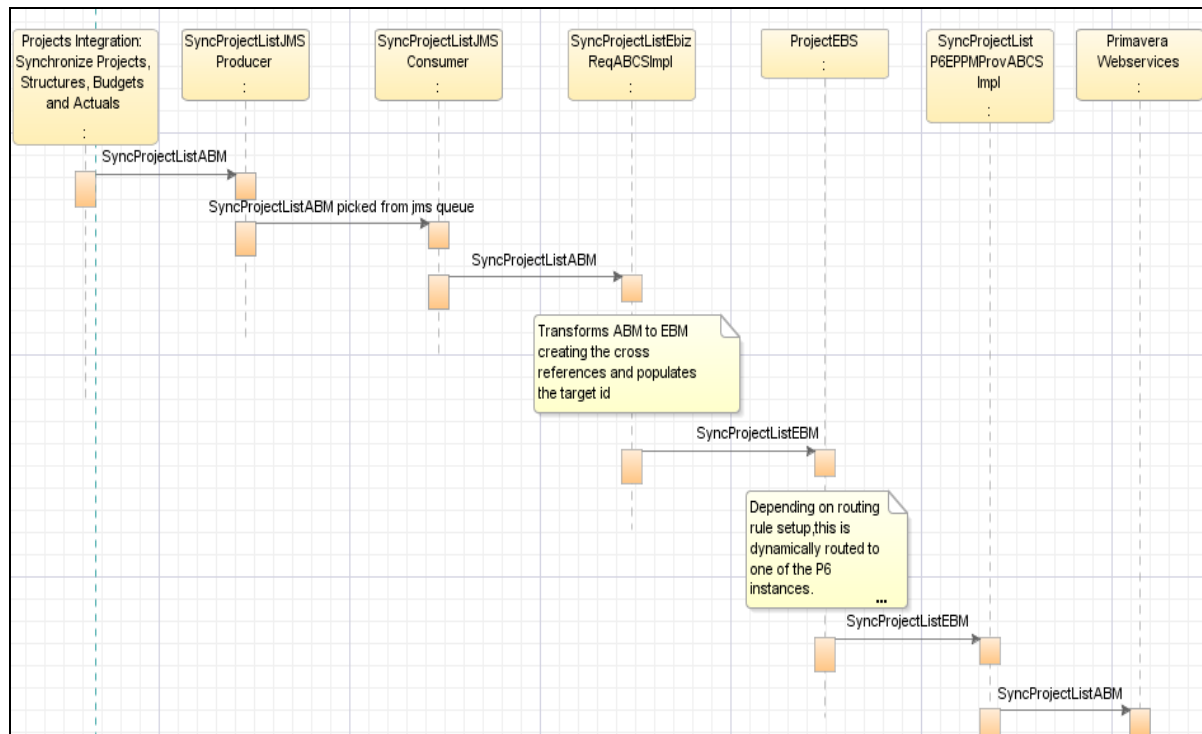 Projects Integration:
Synchronize Projects,
Structures, Budgets
and Actuals
:
SyncProjectListJMS
Producer
:
SyncProjectListJMS
Consumer
:
SyncProjectListEbiz
ReqABCSImpl
:
ProjectEBS
:
SyncProjectList
P6EPPMProvABCS
Impl
:
Primavera
Webservices
:
SyncProjectListABM
SyncProjectListABM picked from jms queue
SyncProjectListABM
Transforms ABM to EBM
creating the cross
references and populates
the target id
SyncProjectListEBM
Depending on routing
rule setup,this is
dynamically routed to
one of the P6
instances.
...
SyncProjectListEBM
SyncProjectListABM